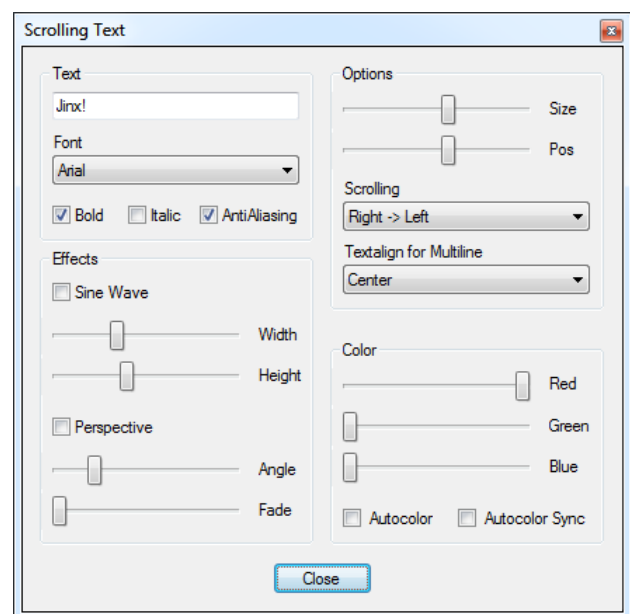 Scrolling Text
Text
Jinx!
Font
Arial
Bold Italic AntiAliasing
Effects
Sine Wave
Width
Height
Perspective
Angle
Fade
Options
Size
Pos
Scrolling
Right -> Left
Textalign for Multiline
Center
Color
Red
Green
Blue
Autocolor Autocolor Sync
Close